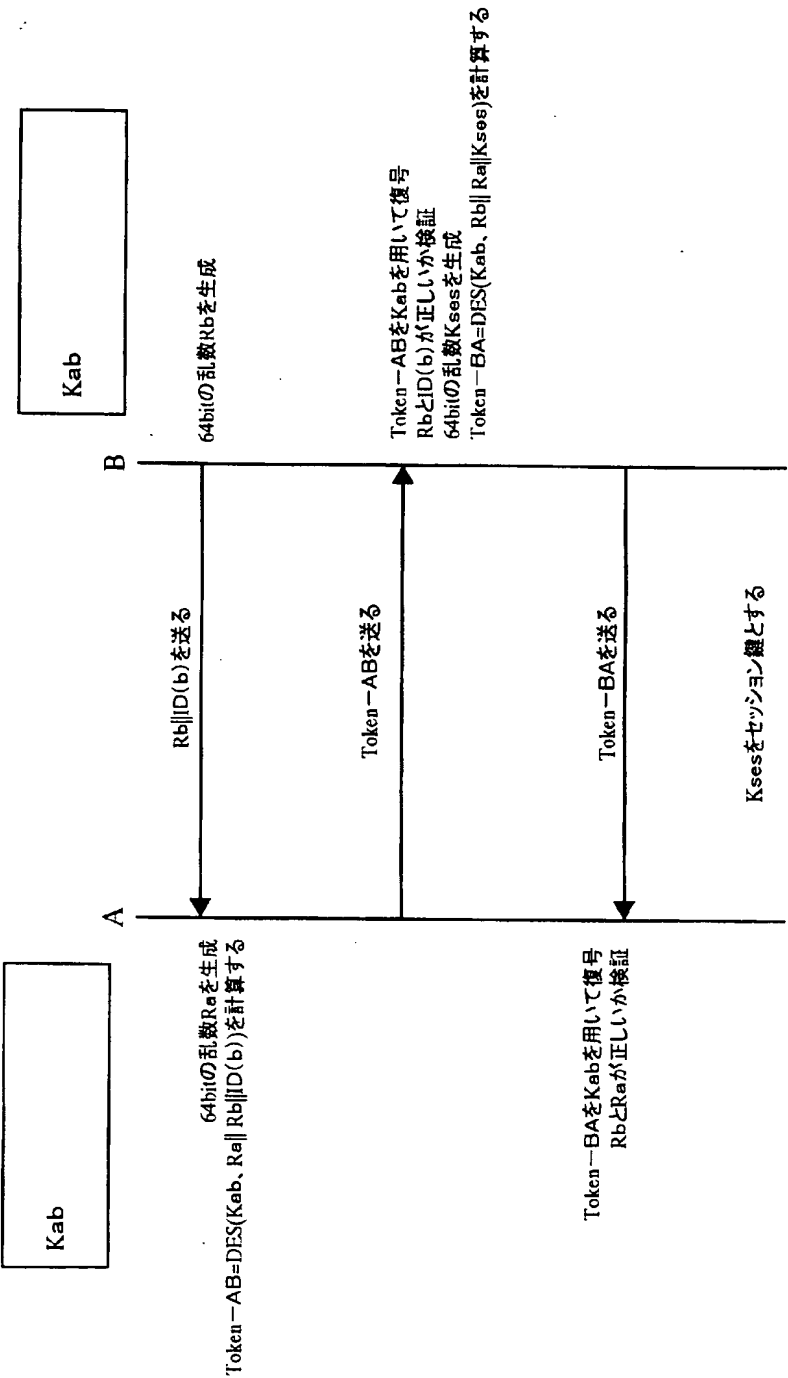 Kab
Kab
A
B
64bitの乱数Rbを生成
Rb||ID(b)を送る
64bitの乱数Raを生成
Token－AB=DES(Kab、Ra|| Rb||ID(b))を計算する
Token－ABを送る
Token－ABをKabを用いて復号
RbとID(b)が正しいか検証
64bitの乱数Ksesを生成
Token－BA=DES(Kab、Rb|| Ra||Kses)を計算する
Token－BAを送る
Token－BAをKabを用いて復号
RbとRaが正しいか検証
Ksesをセッション鍵とする